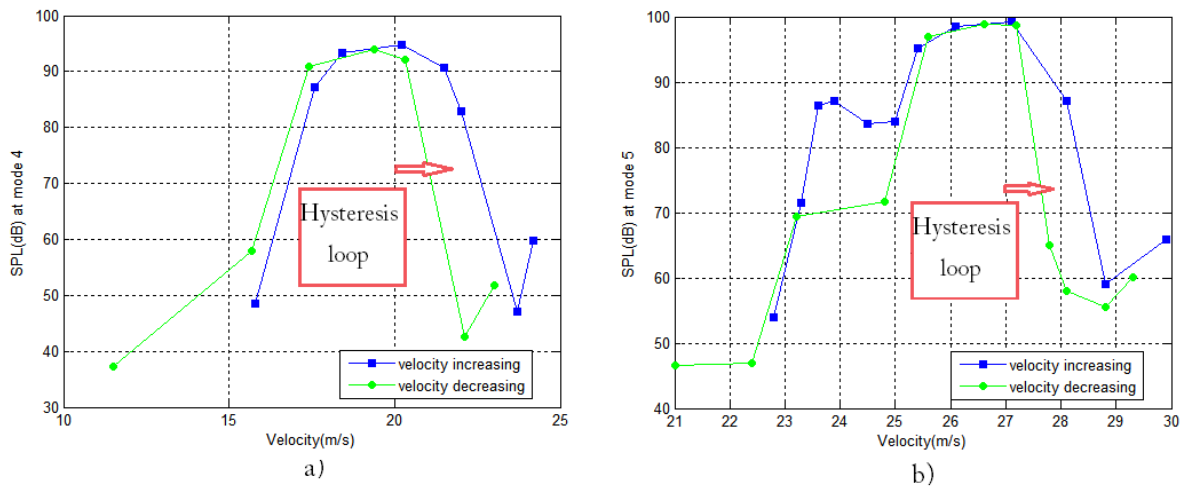 100
90
80
70
60
50
40
30
10
15
20
25
SPL(dB) at mode 4
Velocity(m/s)
Hysteresis
loop
velocity increasing
velocity decreasing
a)
100
90
80
70
60
50
40
21
22
23
24
25
26
27
28
29
30
SPL(dB) at mode 5
Velocity(m/s)
Hysteresis
loop
velocity increasing
velocity decreasing
b)